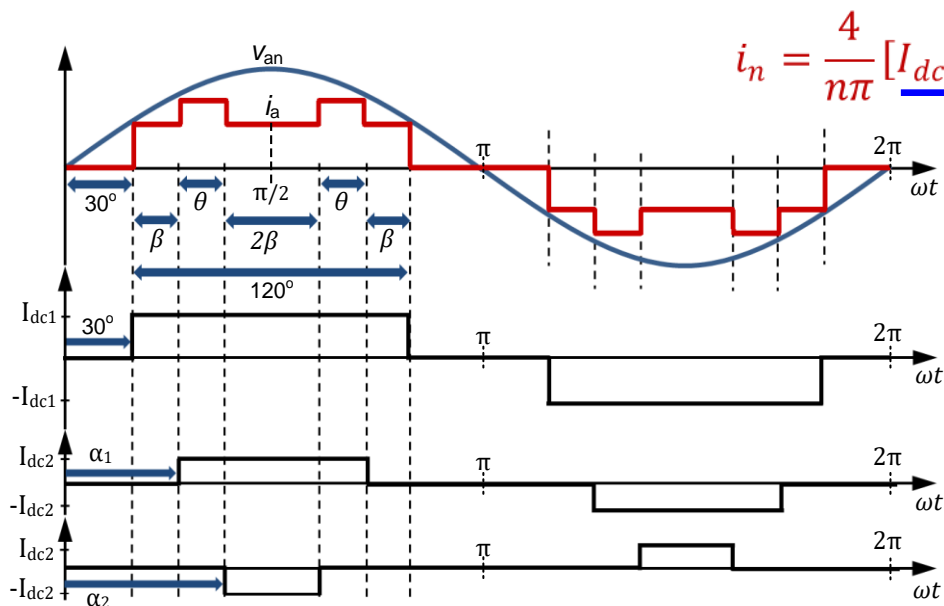 v_an
i_n = 4/nπ [I_dc
i_a
π
2π
30°
θ
π/2
θ
ωt
β
2β
β
120°
I_dc1
30°
π
2π
-I_dc1
ωt
I_dc2
α_1
π
2π
-I_dc2
ωt
I_dc2
π
2π
-I_dc2
α_2
ωt